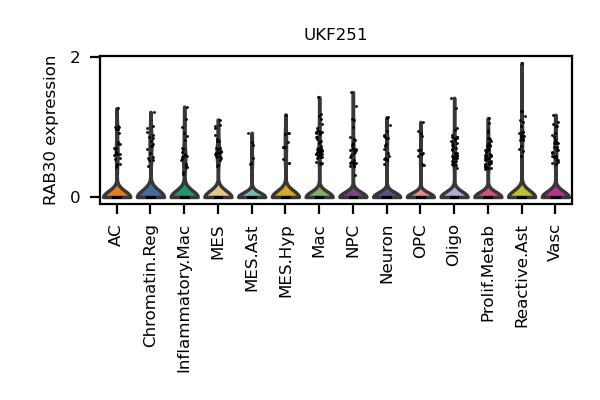 UKF251
RAB30 expression
2
0
AC
Chromatin.Reg
Inflammatory.Mac
MES
MES.Ast
MES.Hyp
Mac
NPC
Neuron
OPC
Oligo
Prolif.Metab
Reactive.Ast
Vasc